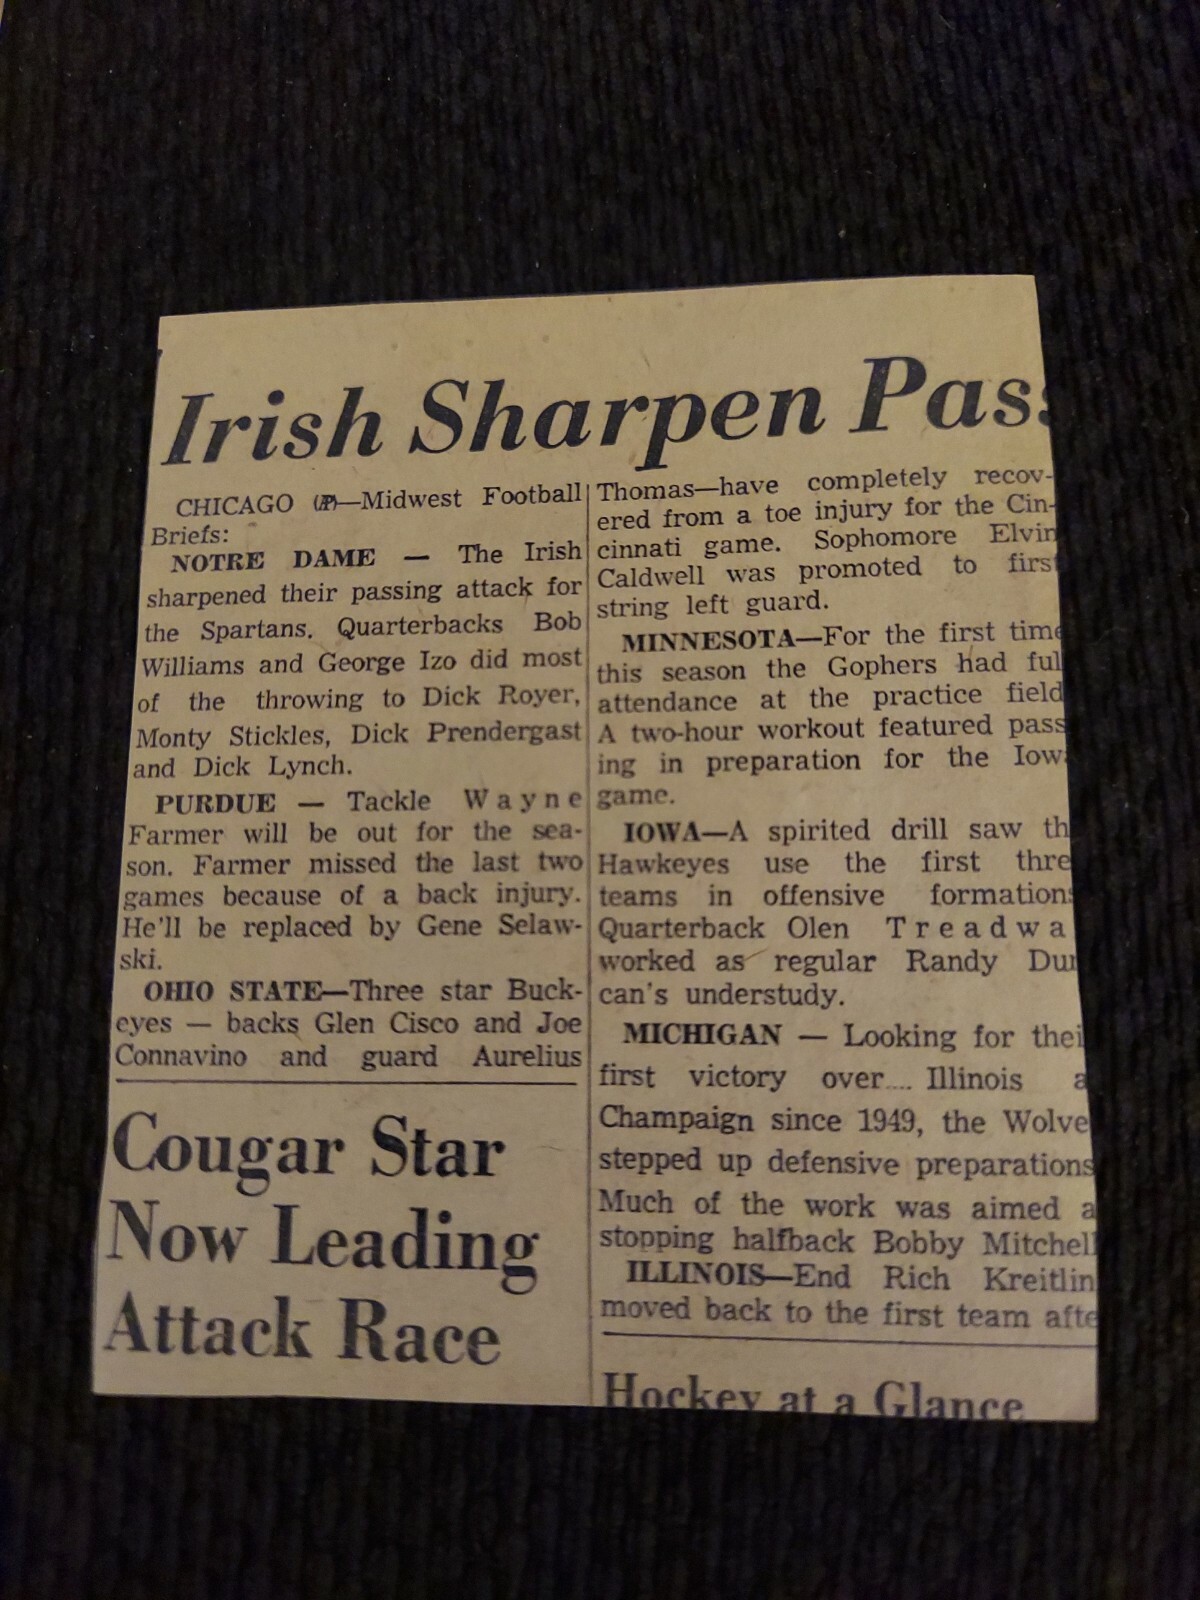 Irish Sharpen Pas
CHICAGO (AP)—Midwest Football
Briefs:
NOTRE DAME — The Irish
sharpened their passing attack for
the Spartans. Quarterbacks Bob
Williams and George Izo did most
of the throwing to Dick Royer,
Monty Stickles, Dick Prendergast
and Dick Lynch.
PURDUE — Tackle Wayne
Farmer will be out for the sea-
son. Farmer missed the last two
games because of a back injury.
He'll be replaced by Gene Selaw-
ski.
OHIO STATE—Three star Buck-
eyes — backs Glen Cisco and Joe
Connavino and guard Aurelius
Thomas—have completely recov-
ered from a toe injury for the Cin-
cinnati game. Sophomore Elvin
Caldwell was promoted to first
string left guard.
MINNESOTA—For the first time
this season the Gophers had ful
attendance at the practice field
A two-hour workout featured pass
ing in preparation for the Iow
game.
IOWA—A spirited drill saw th
Hawkeyes use the first thre
teams in offensive formations
Quarterback Olen Treadwa
worked as regular Randy Dun
can's understudy.
MICHIGAN — Looking for thei
first victory over.... Illinois a
Champaign since 1949, the Wolve
stepped up defensive preparations
Much of the work was aimed a
stopping halfback Bobby Mitchell
ILLINOIS—End Rich Kreitlin
moved back to the first team afte
Cougar Star
Now Leading
Attack Race
Hockey at a Glance